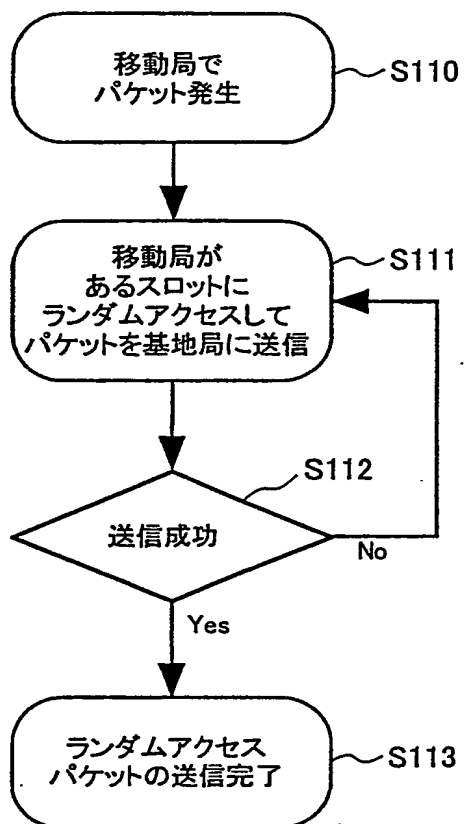 移動局で
パケット発生
S110
移動局が
あるスロットに
ランダムアクセスして
パケットを基地局に送信
S111
送信成功
S112
No
Yes
ランダムアクセス
パケットの送信完了
S113